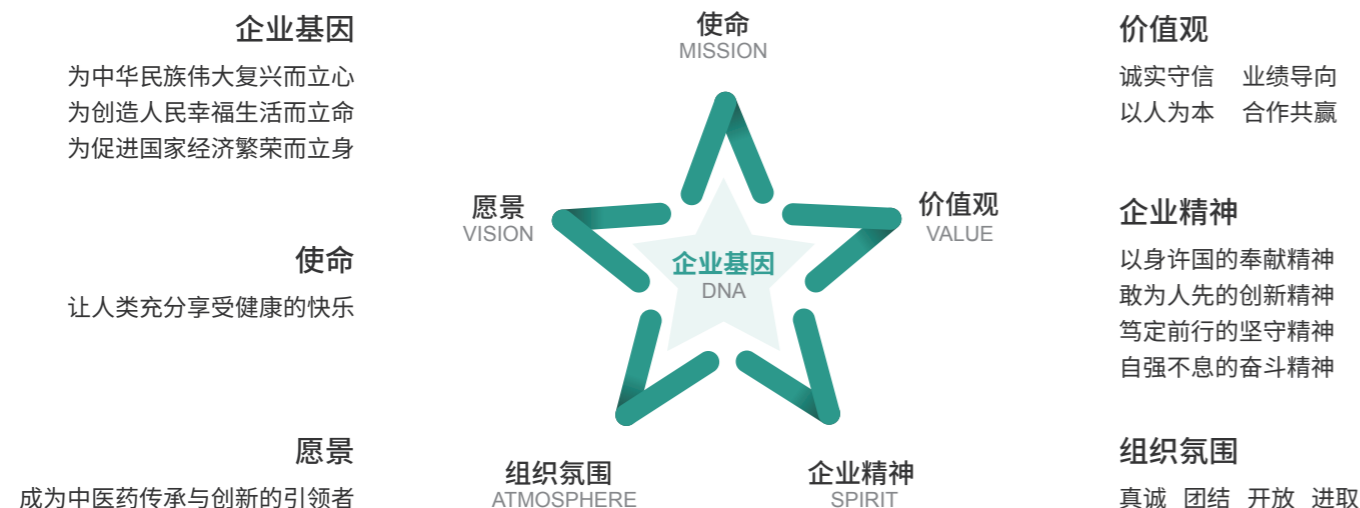 企业基因
为中华民族伟大复兴而立心
为创造人民幸福生活而立命
为促进国家经济繁荣而立身
使命
让人类充分享受健康的快乐
愿景
成为中医药传承与创新的引领者
使命
MISSION
愿景
VISION
价值观
VALUE
企业基因
DNA
组织氛围
ATMOSPHERE
企业精神
SPIRIT
价值观
诚实守信 业绩导向
以人为本 合作共赢
企业精神
以身许国的奉献精神
敢为人先的创新精神
笃定前行的坚守精神
自强不息的奋斗精神
组织氛围
真诚 团结 开放 进取